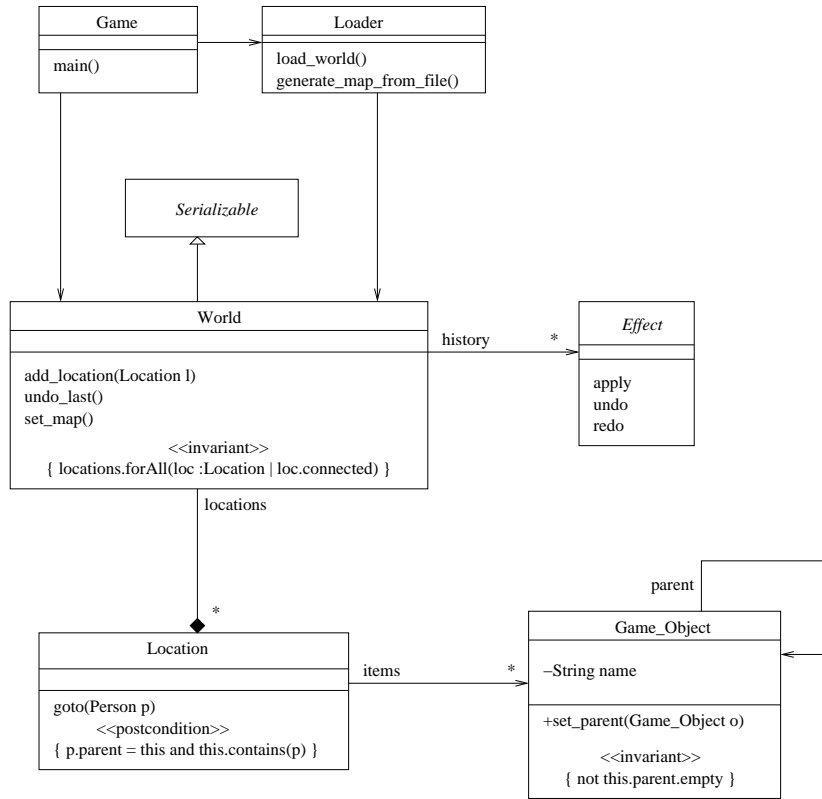 Game
main()
Loader
load_world()
generate_map_from_file()
Serializable
World
add_location(Location l)
undo_last()
set_map()
<<invariant>>
{ locations.forAll(loc :Location | loc.connected) }
history
*
Effect
apply
undo
redo
locations
*
Location
goto(Person p)
<<postcondition>>
{ p.parent = this and this.contains(p) }
items
*
parent
Game_Object
−String name
+set_parent(Game_Object o)
<<invariant>>
{ not this.parent.empty }